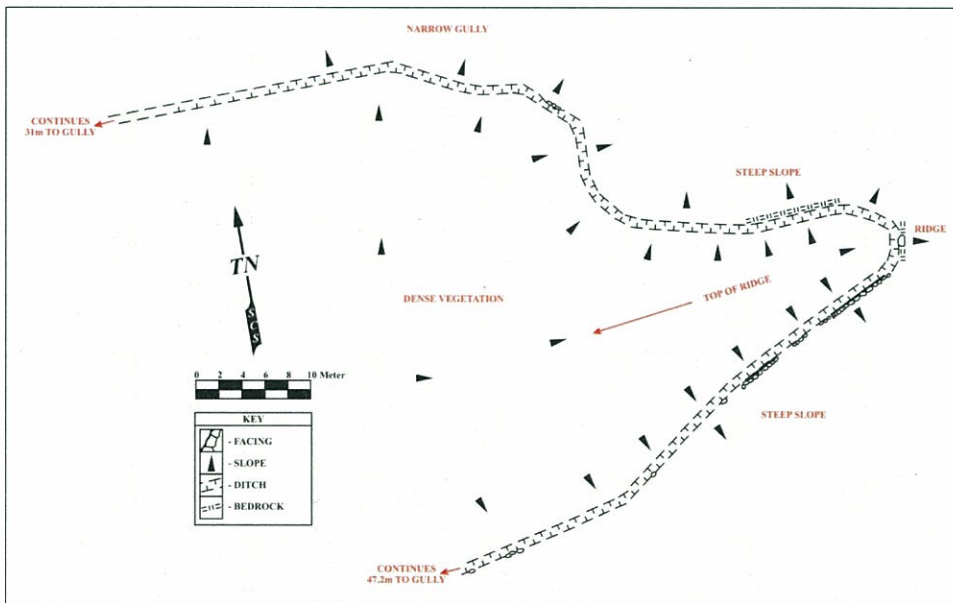 NARROW GULLY
CONTINUES
31m TO GULLY
STEEP SLOPE
RIDGE
TN
SCS
DENSE VEGETATION
TOP OF RIDGE
0 2 4 6 8 10 Meter
KEY
- FACING
- SLOPE
- DITCH
- BEDROCK
STEEP SLOPE
CONTINUES
47.2m TO GULLY